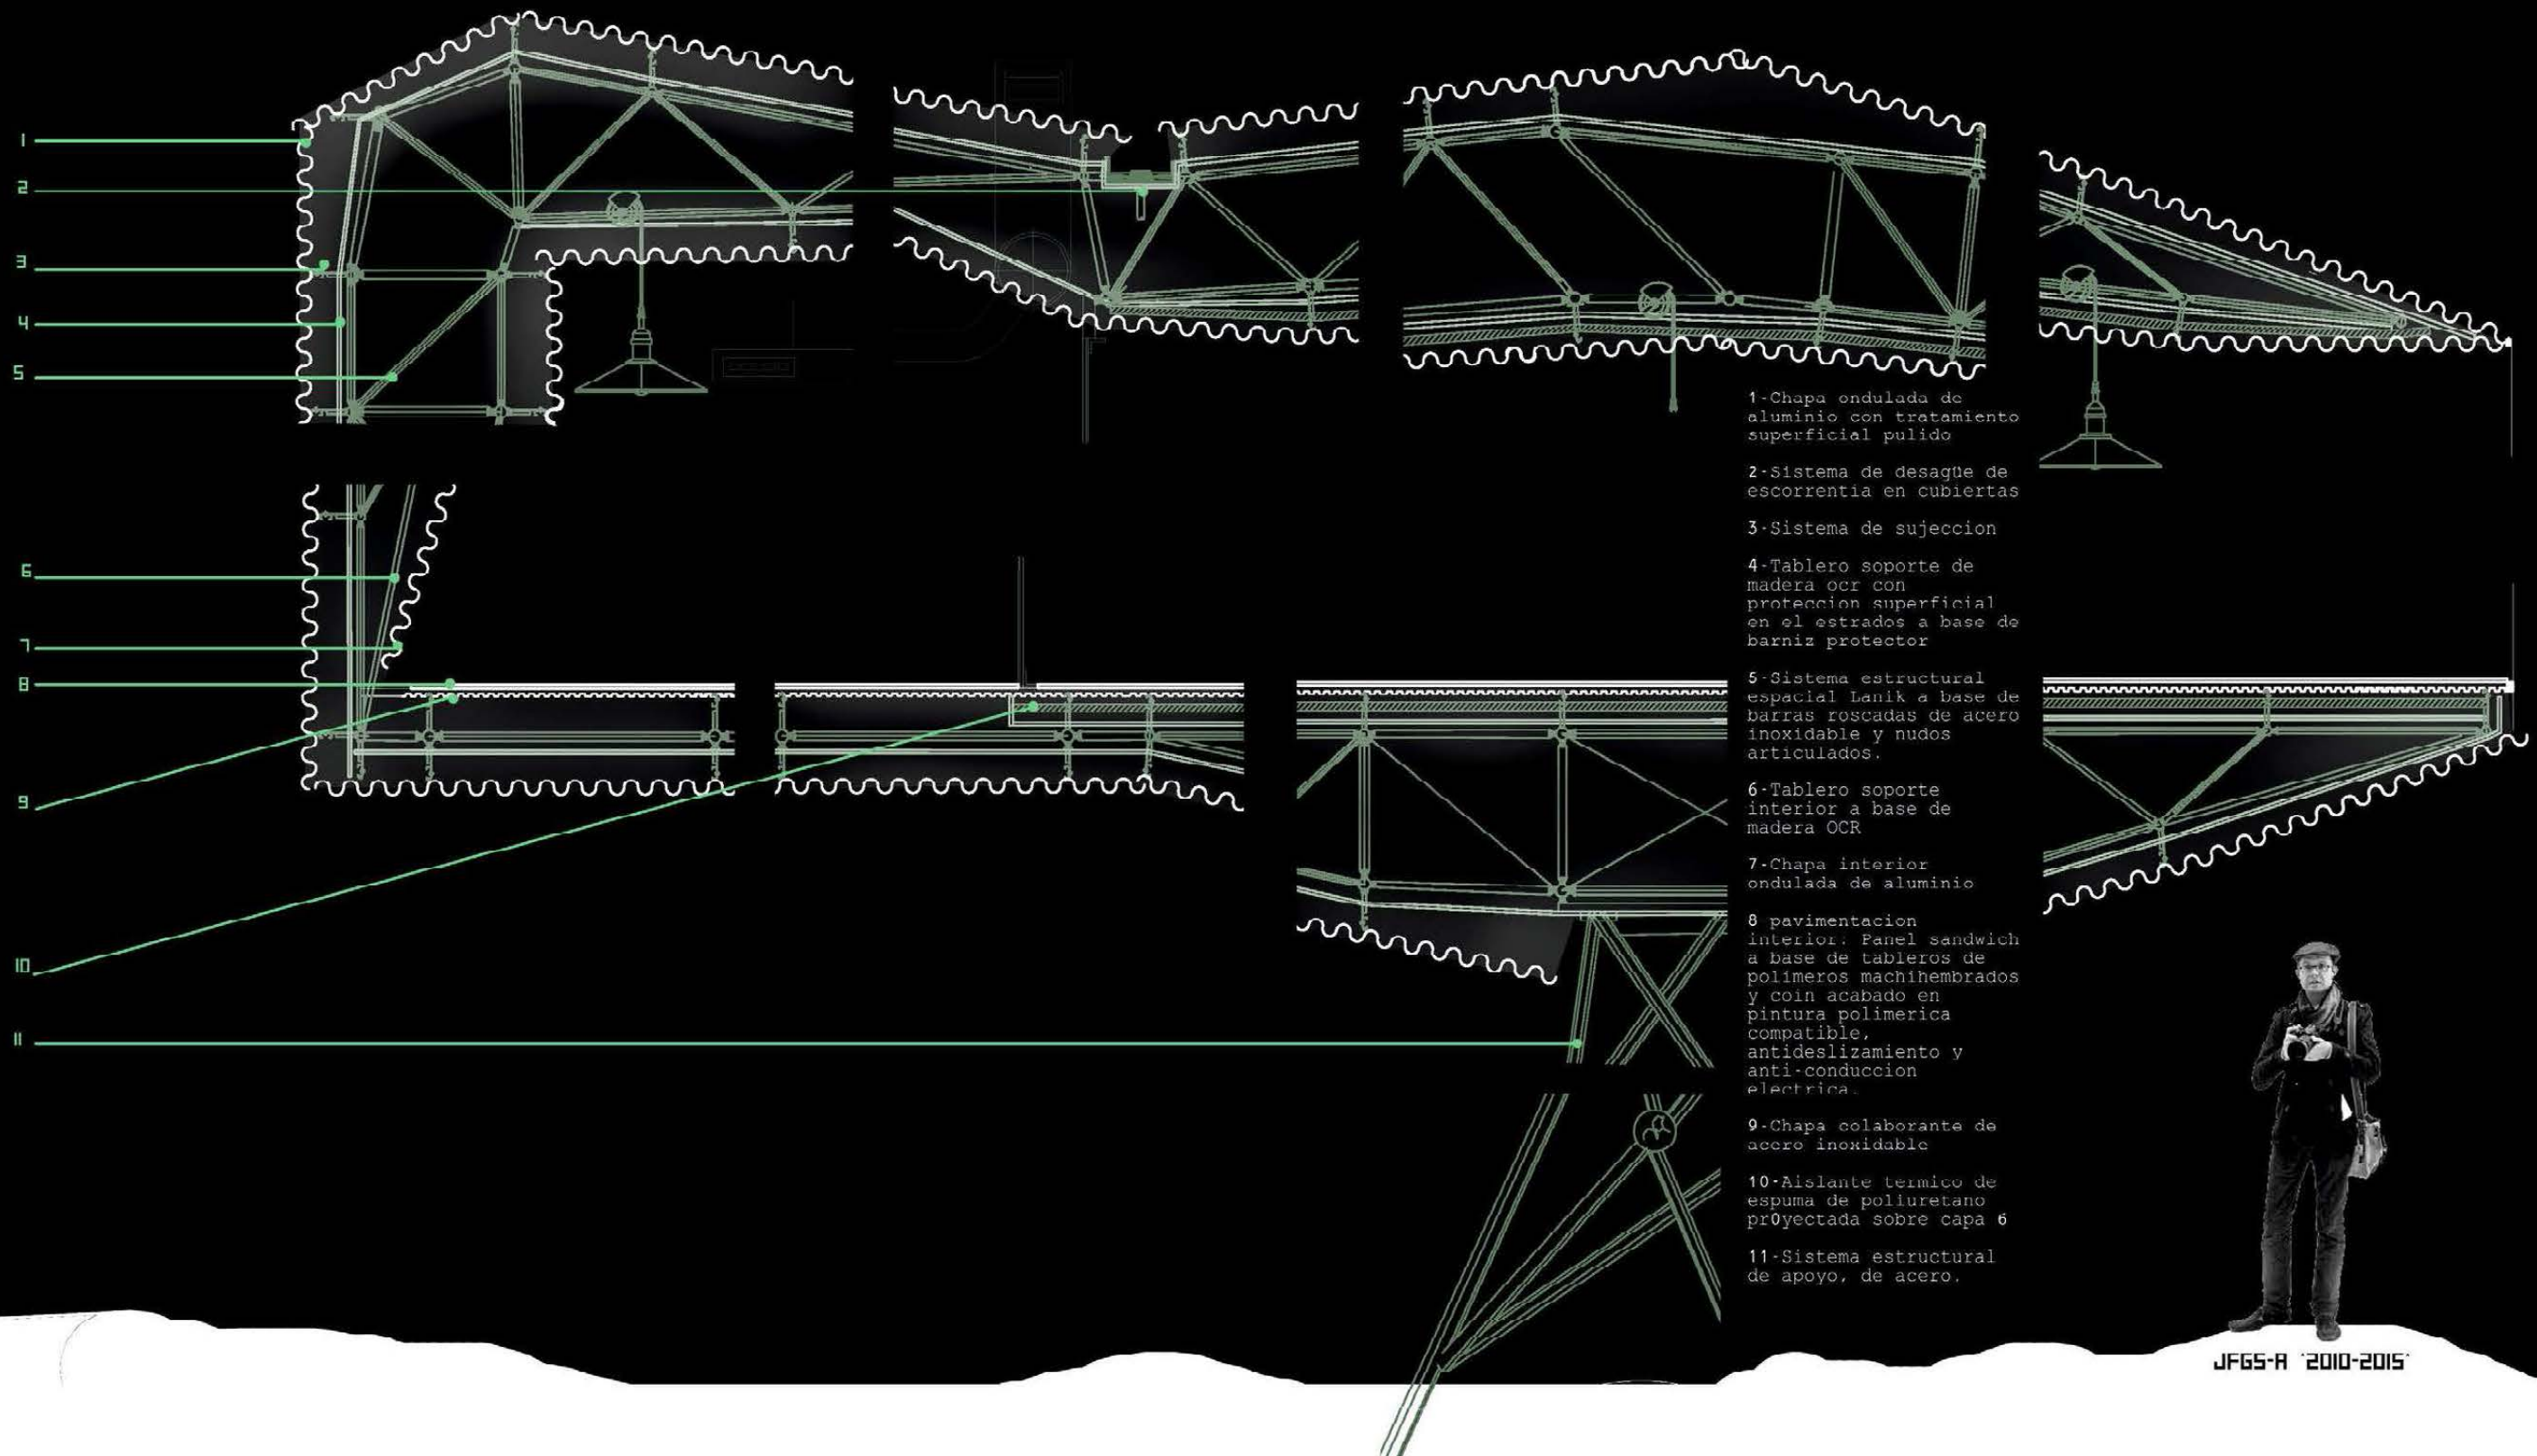 1
2
3
4
5
6
7
8
9
10
11
1-Chapa ondulada de
aluminio con tratamiento
superficial pulido
2-Sistema de desagüe de
escorrentia en cubiertas
3-Sistema de sujeccion
4-Tablero soporte de
madera ocr con
proteccion superficial
en el estrados a base de
barniz protector
5-Sistema estructural
espacial Lanik a base de
barras roscadas de acero
inoxidable y nudos
articulados.
6-Tablero soporte
interior a base de
madera OCR
7-Chapa interior
ondulada de aluminio
8 pavimentacion
interior: Panel sandwich
a base de tableros de
polimeros machihembrados
y coin acabado en
pintura polimerica
compatible,
antideslizamiento y
anti-conduccion
electrica.
9-Chapa colaborante de
acero inoxidable
10-Aislante termico de
espuma de poliuretano
pr0yectada sobre capa 6
11-Sistema estructural
de apoyo, de acero.
JFGS-A '2010-2015'